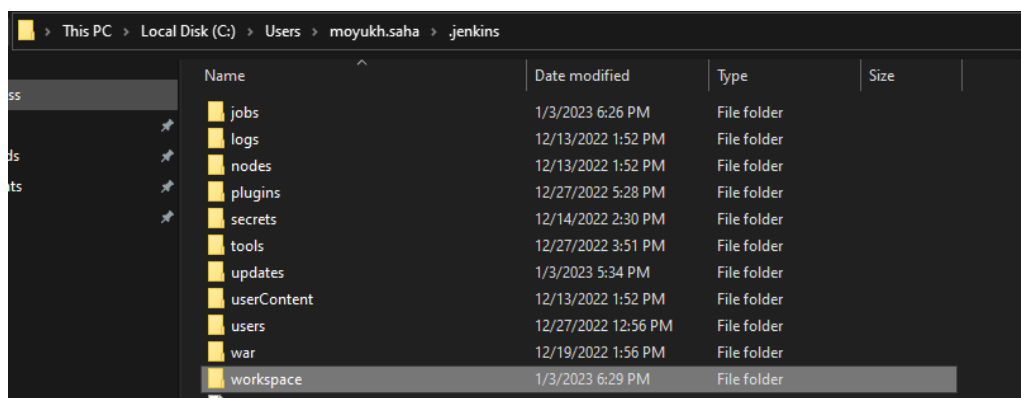 This PC > Local Disk (C:) > Users > moyukh.saha > .jenkins
Name Date modified Type Size
ss
jobs 1/3/2023 6:26 PM File folder
logs 12/13/2022 1:52 PM File folder
nodes 12/13/2022 1:52 PM File folder
ds
plugins 12/27/2022 5:28 PM File folder
nts
secrets 12/14/2022 2:30 PM File folder
tools 12/27/2022 3:51 PM File folder
updates 1/3/2023 5:34 PM File folder
userContent 12/13/2022 1:52 PM File folder
users 12/27/2022 12:56 PM File folder
war 12/19/2022 1:56 PM File folder
workspace 1/3/2023 6:29 PM File folder